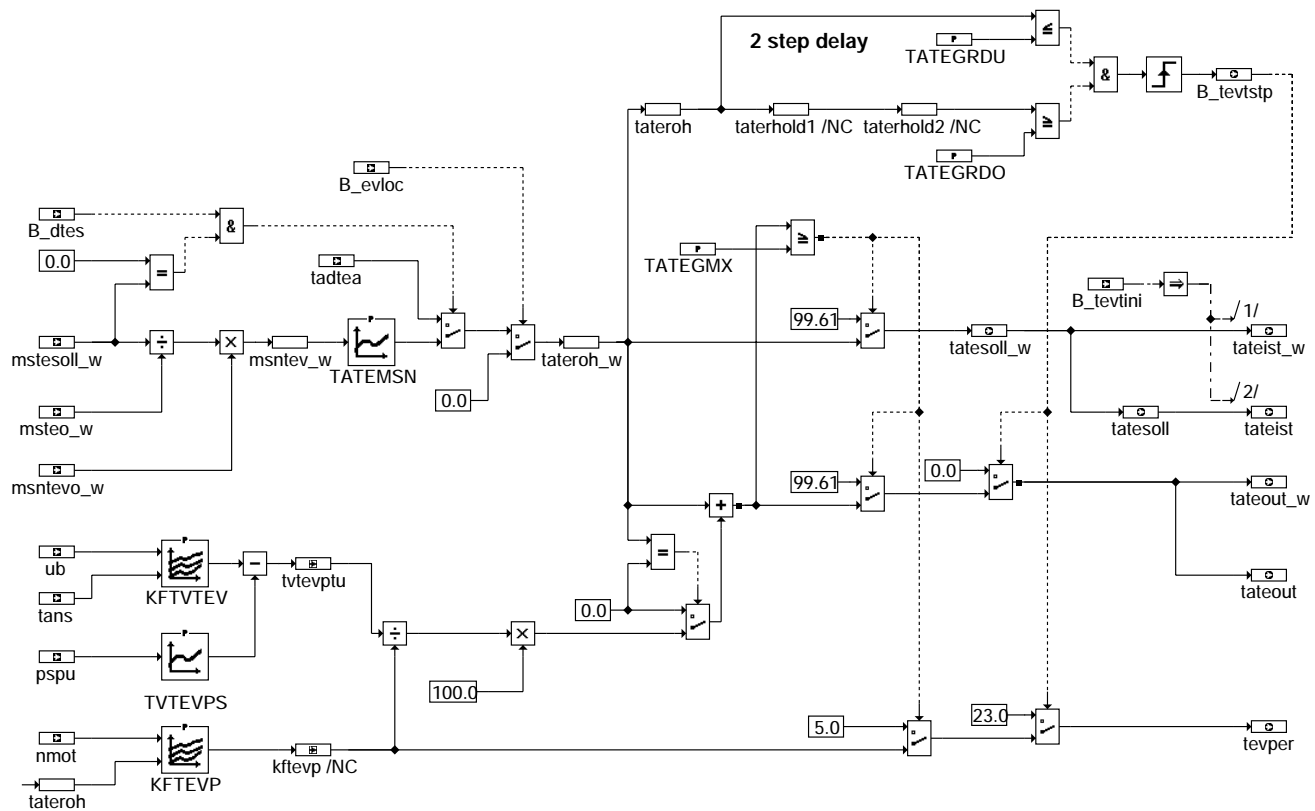 2 step delay
P
TATEGRDU
≤
&
B_tevtstp
tateroh
taterhold1 /NC
taterhold2 /NC
≥
P
TATEGRDO
B_evloc
B_dtes
&
0.0
=
tadtea
P
TATEGMX
≥
B_tevtini
⇒
/1/
mstesoll_w
÷
×
msntev_w
P
TATEMSN
0.0
tateroh_w
99.61
tatesoll_w
tateist_w
/2/
msteo_w
tatesoll
tateist
msntevo_w
99.61
0.0
tateout_w
+
ub
P
KFTVTEV
−
tvtevptu
=
tans
0.0
tateout
pspu
P
TVTEVPS
÷
×
100.0
nmot
P
KFTEVP
kftevp /NC
5.0
23.0
tevper
tateroh